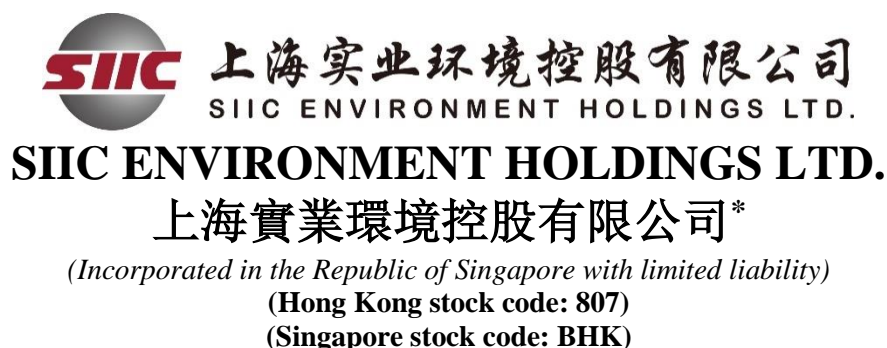 SIIC
上海实业环境控股有限公司
SIIC ENVIRONMENT HOLDINGS LTD.
SIIC ENVIRONMENT HOLDINGS LTD.
上海實業環境控股有限公司*
(Incorporated in the Republic of Singapore with limited liability)
(Hong Kong stock code: 807)
(Singapore stock code: BHK)